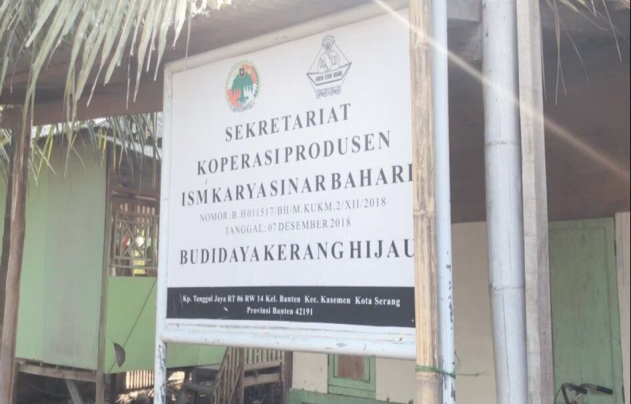 SEKRETARIAT
KOPERASI PRODUSEN
ISM KARYA SINAR BAHARI
NOMOR: B.H011517/BH/M.KUKM.2/XII/2018
TANGGAL: 07 DESEMBER 2018
BUDIDAYA KERANG HIJAU
Kp. Tanggul Jaya RT 06 RW 14 Kel. Banten Kec. Kasemen Kota Serang
Provinsi Banten 42191